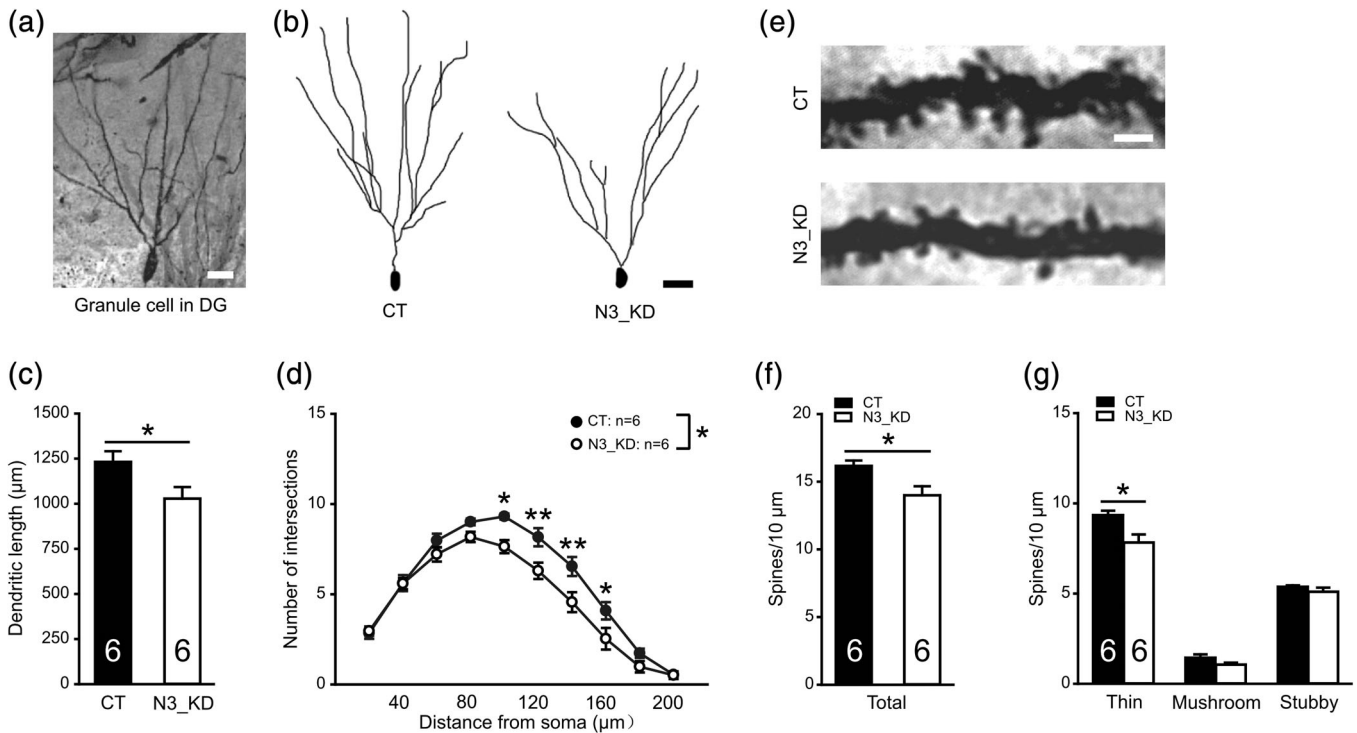 (a)
Granule cell in DG
(b)
CT
N3_KD
(e)
CT
N3_KD
(c)
Dendritic length (µm)
1500
1250
1000
750
500
250
0
*
6
6
CT
N3_KD
(d)
Number of intersections
15
10
5
0
CT: n=6
N3_KD: n=6
*
*
**
**
*
40
80
120
160
200
Distance from soma (µm）
(f)
CT
N3_KD
Spines/10 µm
20
15
10
5
0
*
6
6
Total
(g)
CT
N3_KD
Spines/10 µm
15
10
5
0
*
6
6
Thin
Mushroom
Stubby